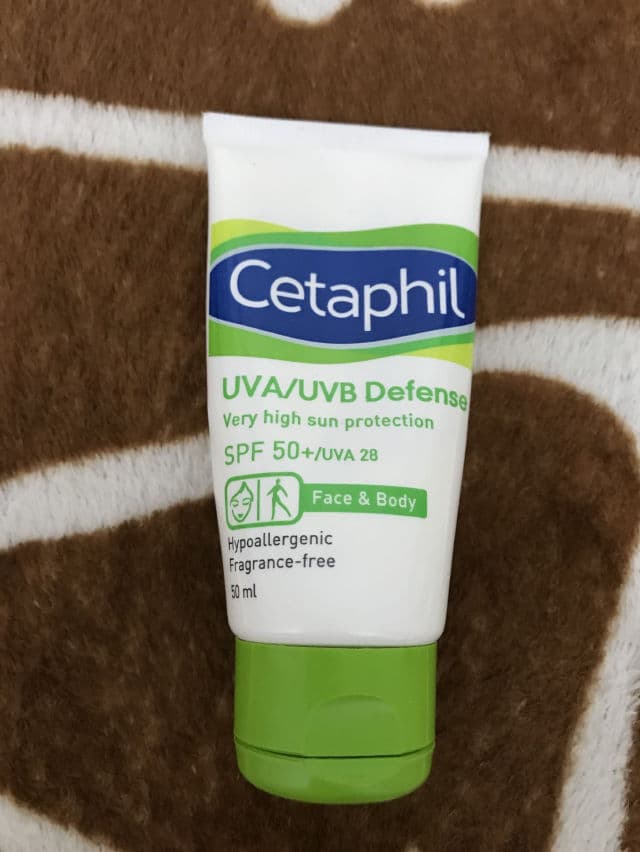 Cetaphil
UVA/UVB Defense
Very high sun protection
SPF 50+/UVA 28
Face & Body
Hypoallergenic
Fragrance-free
50 ml